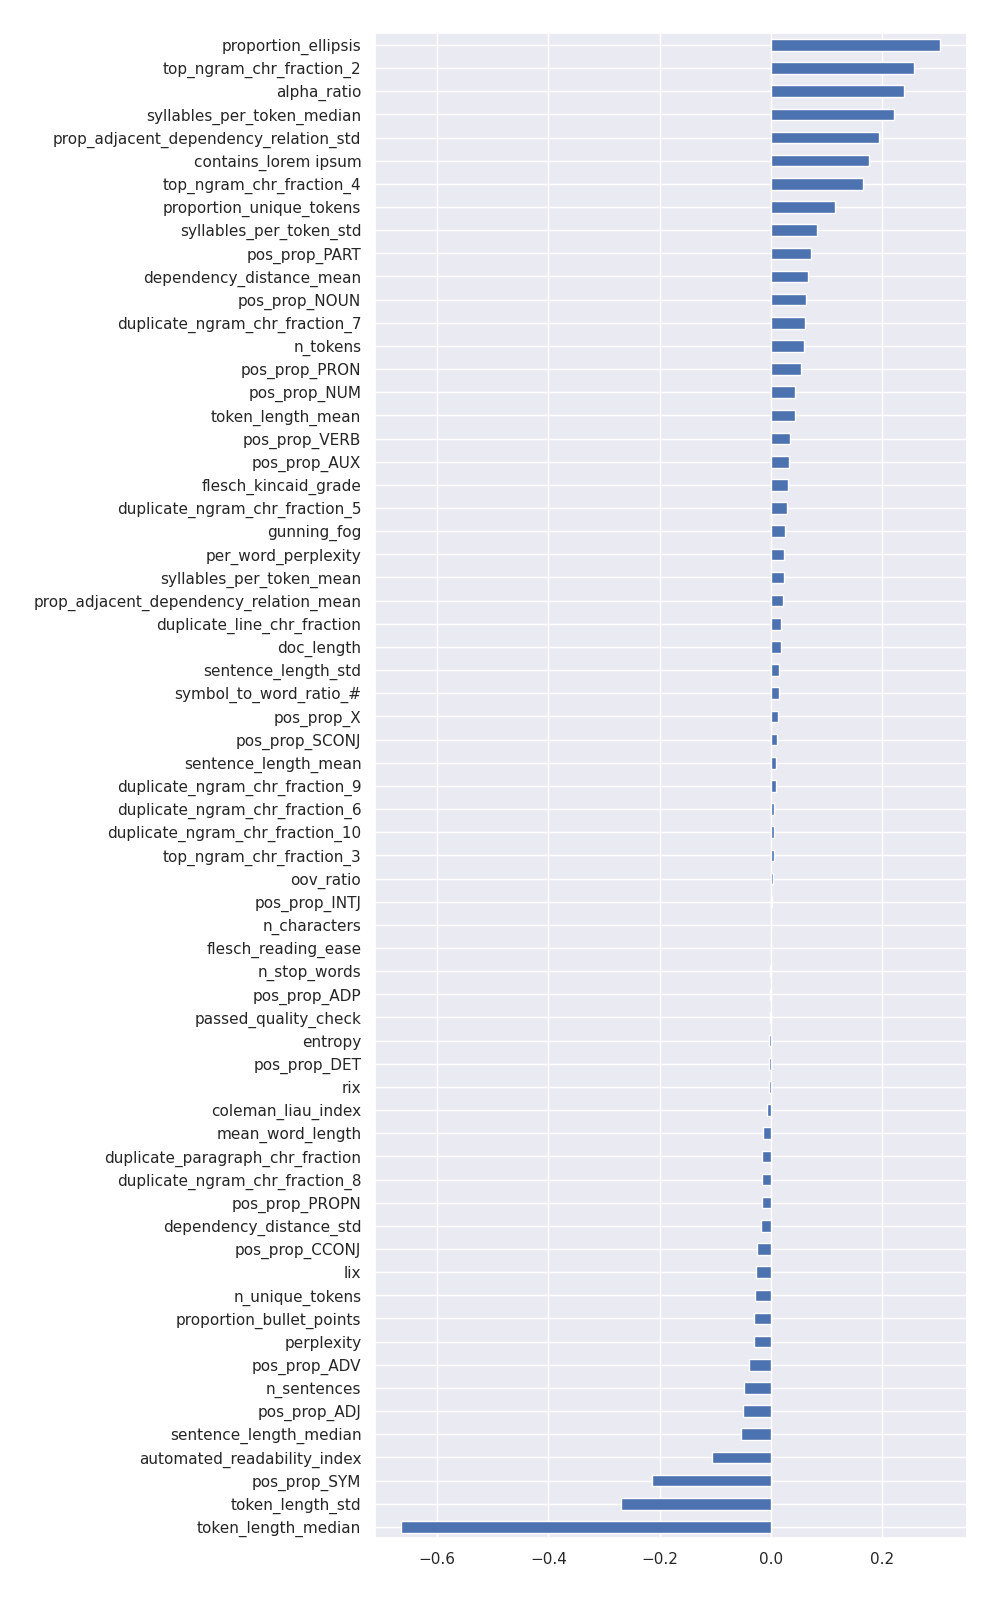 proportion_ellipsis
top_ngram_chr_fraction_2
alpha_ratio
syllables_per_token_median
prop_adjacent_dependency_relation_std
contains_lorem ipsum
top_ngram_chr_fraction_4
proportion_unique_tokens
syllables_per_token_std
pos_prop_PART
dependency_distance_mean
pos_prop_NOUN
duplicate_ngram_chr_fraction_7
n_tokens
pos_prop_PRON
pos_prop_NUM
token_length_mean
pos_prop_VERB
pos_prop_AUX
flesch_kincaid_grade
duplicate_ngram_chr_fraction_5
gunning_fog
per_word_perplexity
syllables_per_token_mean
prop_adjacent_dependency_relation_mean
duplicate_line_chr_fraction
doc_length
sentence_length_std
symbol_to_word_ratio_#
pos_prop_X
pos_prop_SCONJ
sentence_length_mean
duplicate_ngram_chr_fraction_9
duplicate_ngram_chr_fraction_6
duplicate_ngram_chr_fraction_10
top_ngram_chr_fraction_3
oov_ratio
pos_prop_INTJ
n_characters
flesch_reading_ease
n_stop_words
pos_prop_ADP
passed_quality_check
entropy
pos_prop_DET
rix
coleman_liau_index
mean_word_length
duplicate_paragraph_chr_fraction
duplicate_ngram_chr_fraction_8
pos_prop_PROPN
dependency_distance_std
pos_prop_CCONJ
lix
n_unique_tokens
proportion_bullet_points
perplexity
pos_prop_ADV
n_sentences
pos_prop_ADJ
sentence_length_median
automated_readability_index
pos_prop_SYM
token_length_std
token_length_median
−0.6 −0.4 −0.2 0.0 0.2